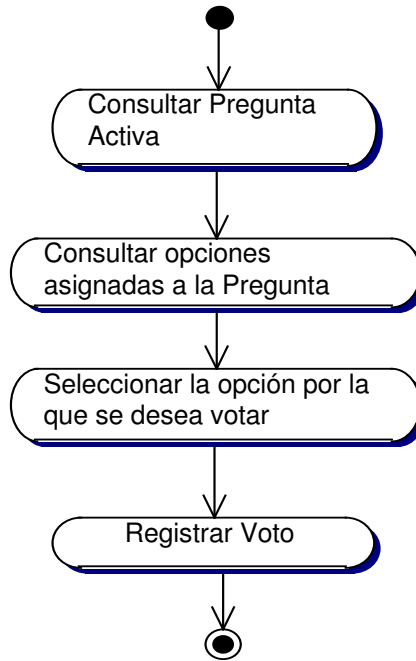 Consultar Pregunta
Activa
Consultar opciones
asignadas a la Pregunta
Seleccionar la opción por la
que se desea votar
Registrar Voto